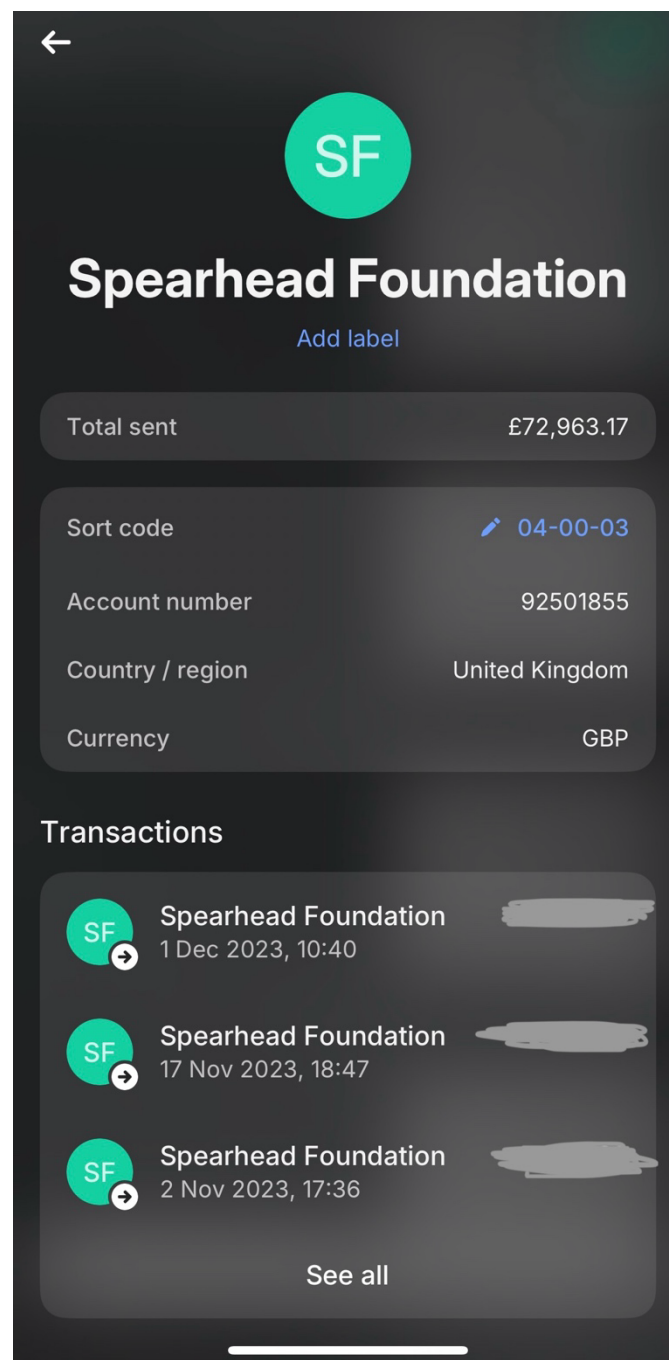 SF
Spearhead Foundation
Add label
Total sent £72,963.17
Sort code 04-00-03
Account number 92501855
Country / region United Kingdom
Currency GBP
Transactions
SF Spearhead Foundation
1 Dec 2023, 10:40
SF Spearhead Foundation
17 Nov 2023, 18:47
SF Spearhead Foundation
2 Nov 2023, 17:36
See all